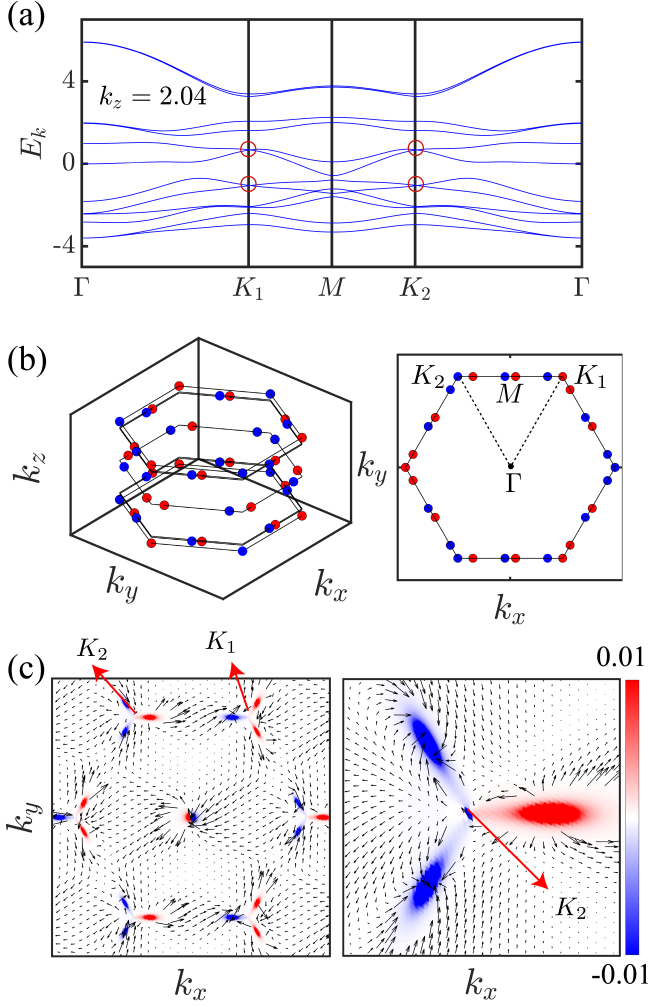 (a)
E_k
4
0
-4
k_z = 2.04
Γ K_1 M K_2 Γ
(b)
k_z
k_y
k_x
K_2 M K_1
Γ
k_y
k_x
(c)
K_2 K_1
k_y
k_x
K_2
k_x
0.01
-0.01